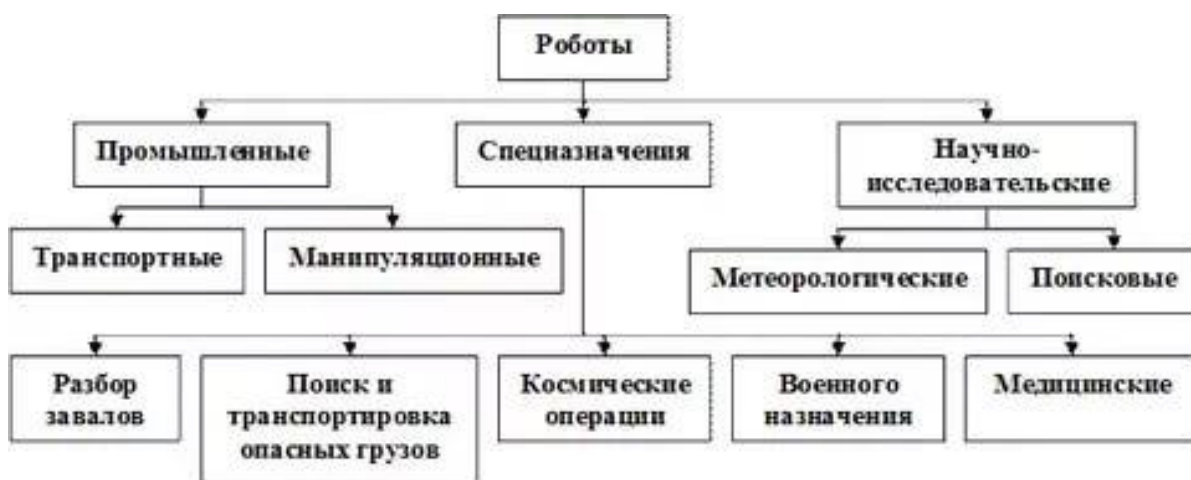 Роботы
Промышленные
Спецназначения
Научно-
исследовательские
Транспортные
Манипуляционные
Метеорологические
Поисковые
Разбор
завалов
Поиск и
транспортировка
опасных грузов
Космические
операции
Военного
назначения
Медицинские